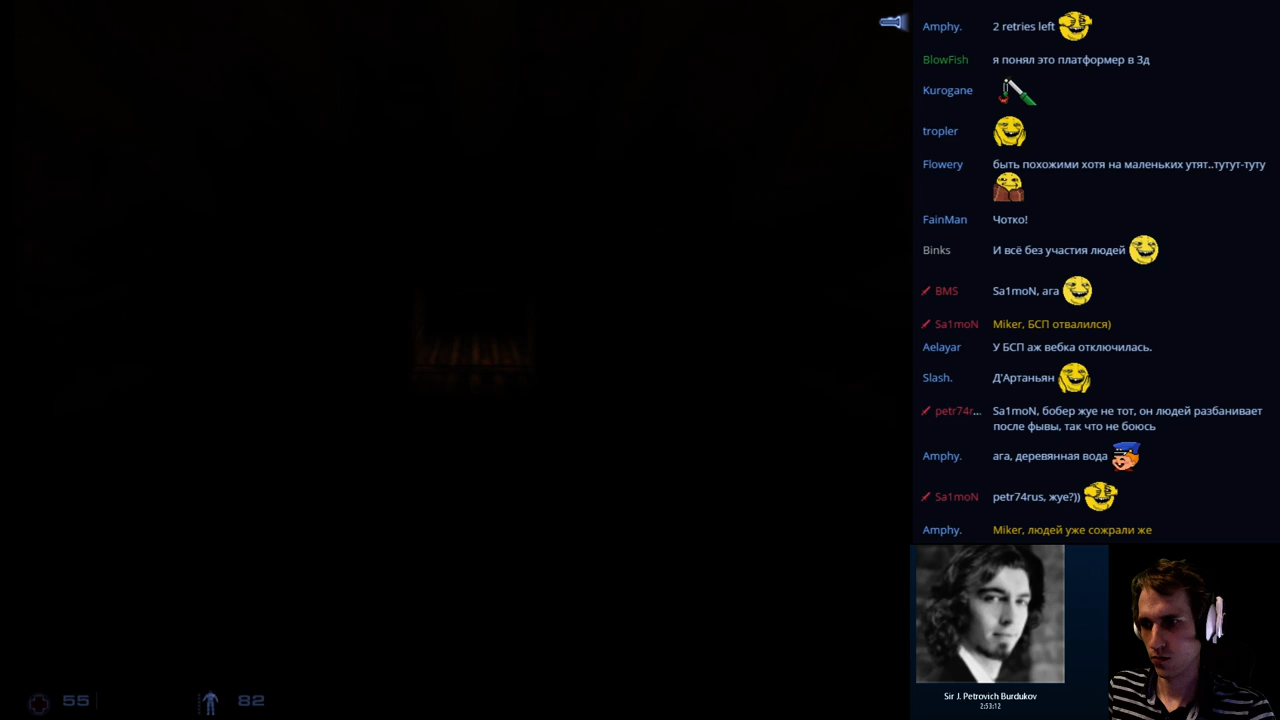 Amphy. 2 retries left
BlowFish я понял это платформер в 3д
Kurogane
tropler
Flowery быть похожими хотя на маленьких утят..тутут-туту
FainMan Чотко!
Binks И всё без участия людей
BMS Sa1moN, ага
Sa1moN Miker, БСП отвалился)
Aelayar У БСП аж вебка отключилась.
Slash. Д'Артаньян
petr74r... Sa1moN, бобер жуе не тот, он людей разбанивает
после фывы, так что не боюсь
Amphy. ага, деревянная вода
Sa1moN petr74rus, жуе?))
Amphy. Miker, людей уже сожрали же
Sir J. Petrovich Burdukov
2:53:12
55 82